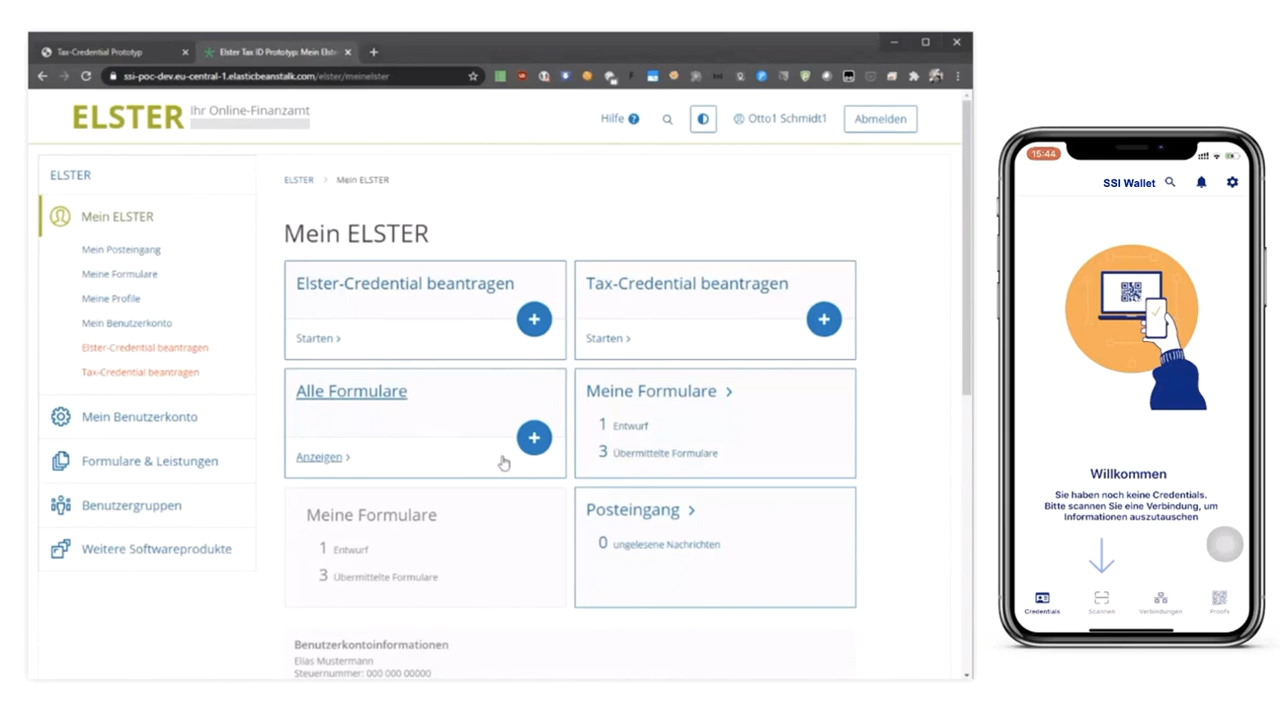 Tax-Credential Prototyp
Elster Tax ID Prototyp: Mein Elst
ssi-poc-dev.eu-central-1.elasticbeanstalk.com/elster/meinelster
ELSTER
Ihr Online-Finanzamt
Hilfe
Otto1 Schmidt1
Abmelden
ELSTER
Mein ELSTER
Mein Posteingang
Meine Formulare
Meine Profile
Mein Benutzerkonto
Elster-Credential beantragen
Tax-Credential beantragen
Mein Benutzerkonto
Formulare & Leistungen
Benutzergruppen
Weitere Softwareprodukte
ELSTER > Mein ELSTER
Mein ELSTER
Elster-Credential beantragen
Starten >
Tax-Credential beantragen
Starten >
Alle Formulare
Anzeigen >
Meine Formulare >
1 Entwurf
3 Übermittelte Formulare
Meine Formulare
1 Entwurf
3 Übermittelte Formulare
Posteingang >
0 ungelesene Nachrichten
Benutzerkontoinformationen
Elias Mustermann
Steuernummer: 000 000 00000
15:44
SSI Wallet
Willkommen
Sie haben noch keine Credentials.
Bitte scannen Sie eine Verbindung, um
Informationen auszutauschen
Credentials
Scannen
Verbindungen
Proofs